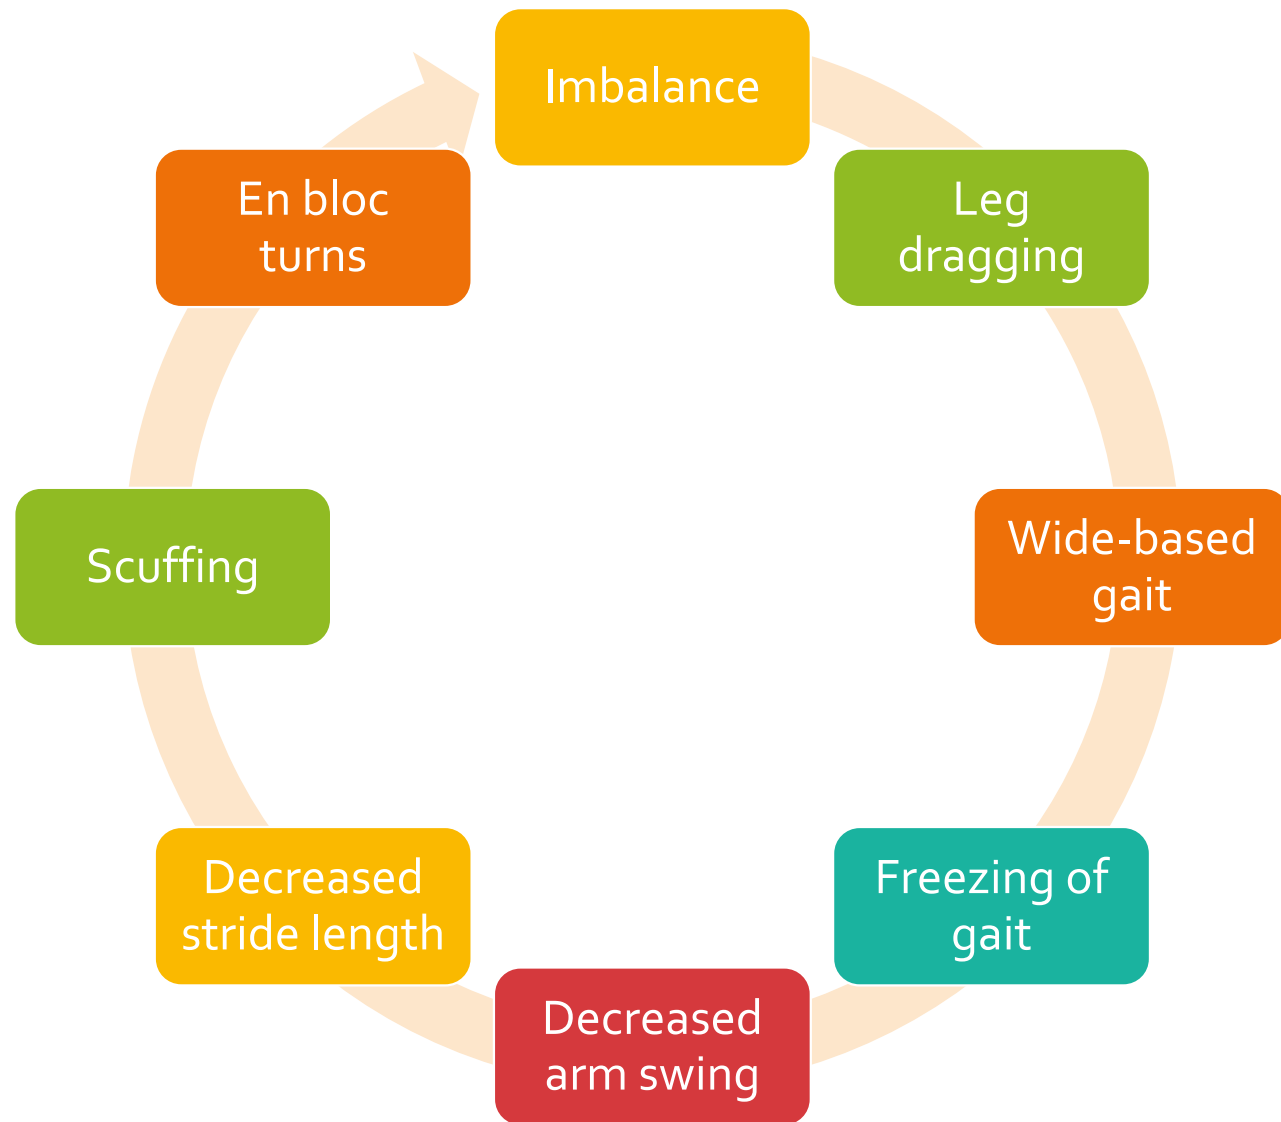 Imbalance
Leg
dragging
Wide-based
gait
Freezing of
gait
Decreased
arm swing
Decreased
stride length
Scuffing
En bloc
turns